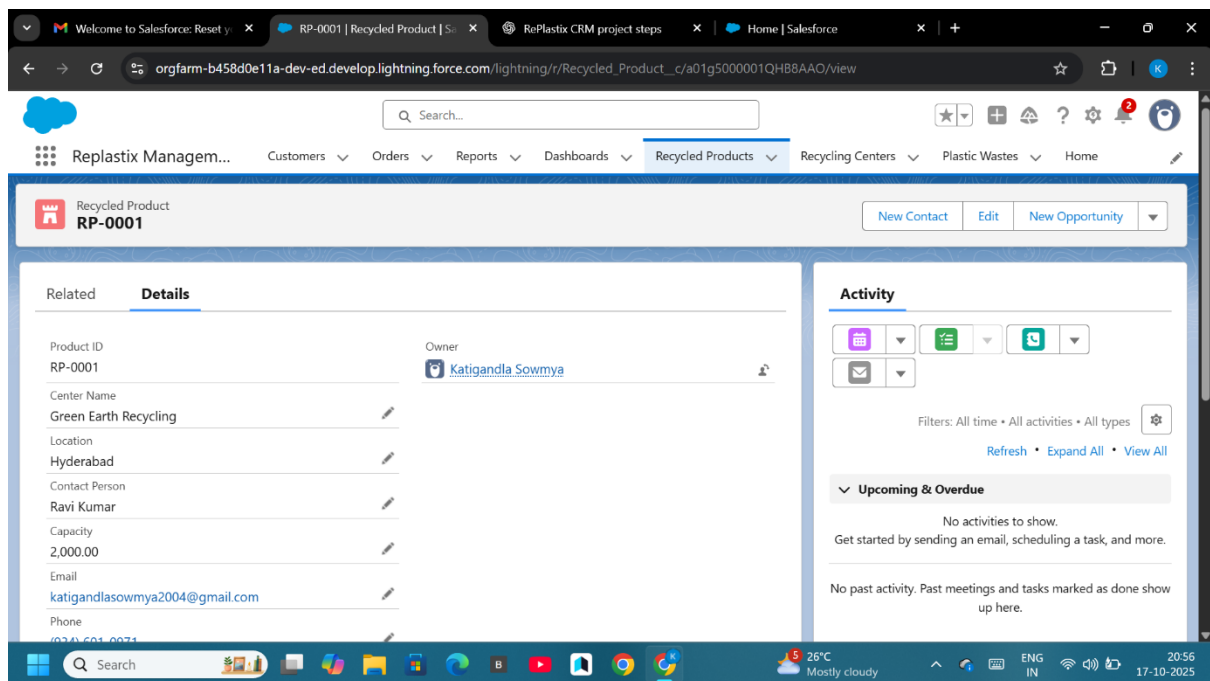 Welcome to Salesforce: Reset y
RP-0001 | Recycled Product | Sa
RePlastix CRM project steps
Home | Salesforce
orgfarm-b458d0e11a-dev-ed.develop.lightning.force.com/lightning/r/Recycled_Product__c/a01g5000001QHB8AAO/view
K
Search...
2
Replastix Managem...
Customers
Orders
Reports
Dashboards
Recycled Products
Recycling Centers
Plastic Wastes
Home
Recycled Product
RP-0001
New Contact
Edit
New Opportunity
Related
Details
Product ID
RP-0001
Center Name
Green Earth Recycling
Location
Hyderabad
Contact Person
Ravi Kumar
Capacity
2,000.00
Email
katigandlasowmya2004@gmail.com
Phone
Owner
Katigandla Sowmya
Activity
Filters: All time • All activities • All types
Refresh • Expand All • View All
Upcoming & Overdue
No activities to show.
Get started by sending an email, scheduling a task, and more.
No past activity. Past meetings and tasks marked as done show
up here.
Search
B
K
5
26°C
Mostly cloudy
ENG
IN
20:56
17-10-2025